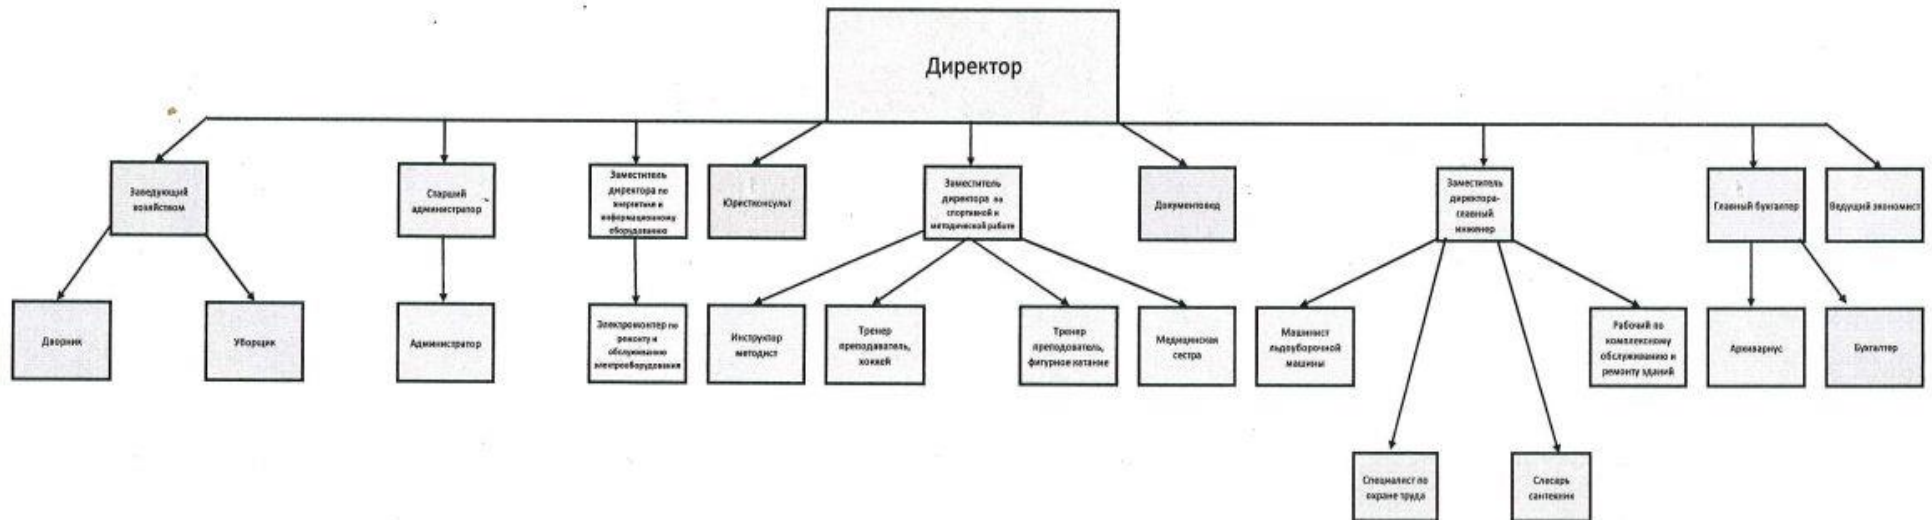 Директор
Заведующий
хозяйством
Старший
администратор
Заместитель
директора по
энергетике и
информационному
оборудованию
Юристконсульт
Заместитель
директора по
спортивной и
методической работе
Документовед
Заместитель
директора-
главный
инженер
Главный бухгалтер
Ведущий экономист
Дворник
Уборщик
Администратор
Электромонтер по
ремонту и
обслуживанию
электрооборудования
Инструктор
методист
Тренер
преподаватель,
хоккей
Тренер
преподователь,
фигурное катание
Медицинская
сестра
Машинист
льдоуборочной
машины
Рабочий по
комплексному
обслуживанию и
ремонту зданий
Архивариус
Бухгалтер
Специалист по
охране труда
Слесарь
сантехник